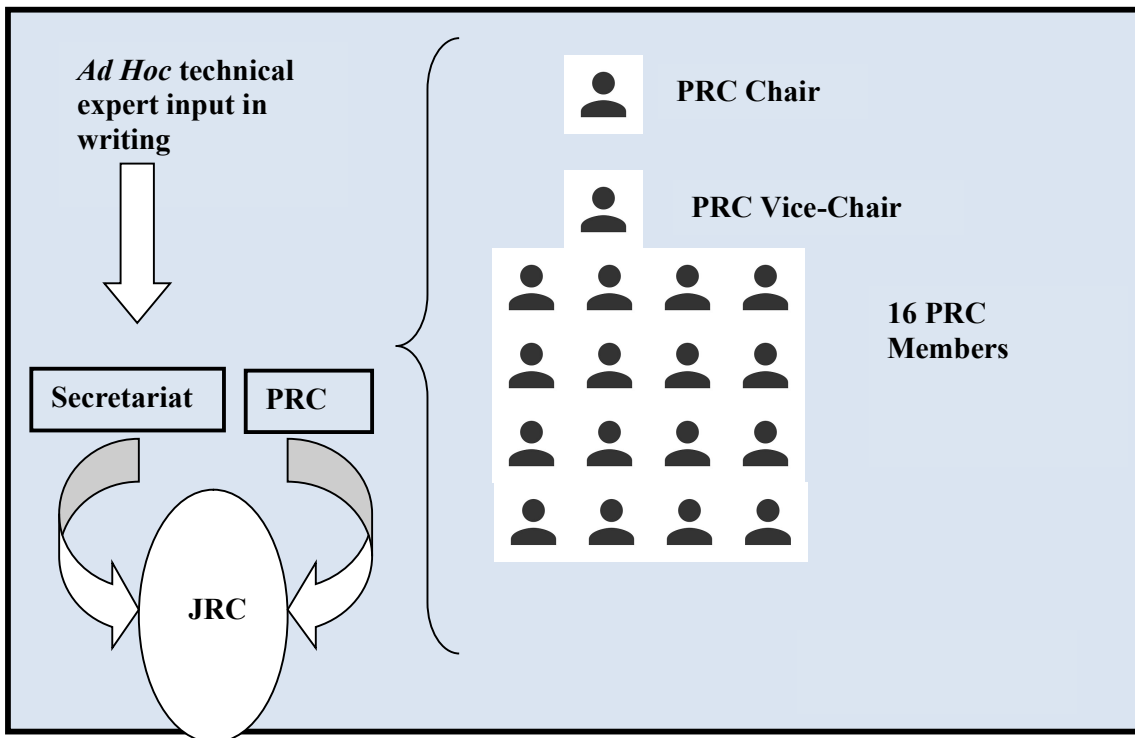 Ad Hoc technical
expert input in
writing
PRC Chair
PRC Vice-Chair
16 PRC
Members
Secretariat
PRC
JRC